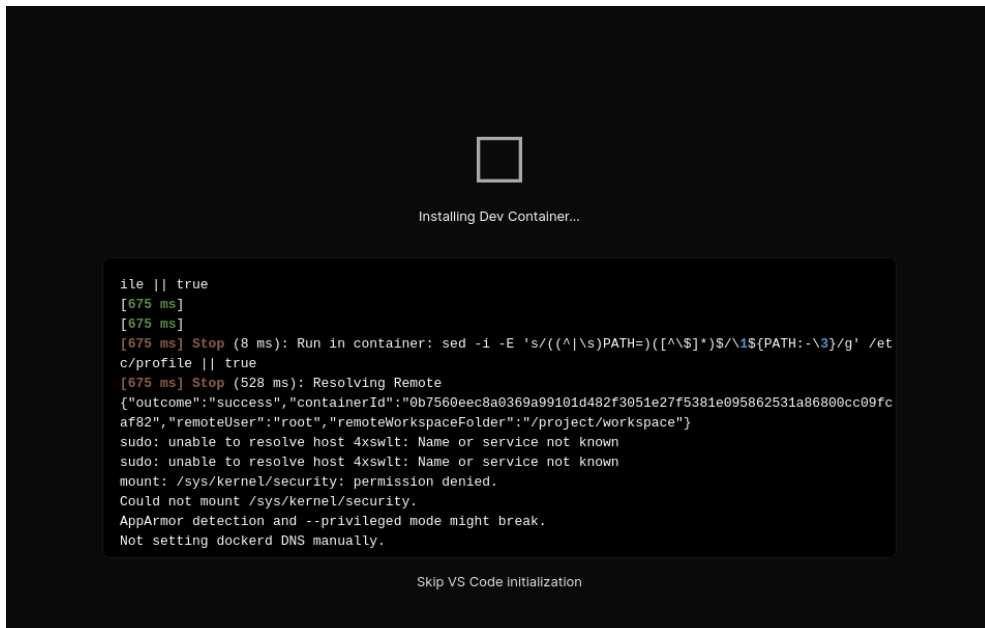 Installing Dev Container...
ile || true
[675 ms]
[675 ms]
[675 ms] Stop (8 ms): Run in container: sed -i -E 's/((^|\s)PATH=)([^\$]*)$/\1${PATH:-\3}/g' /et
c/profile || true
[675 ms] Stop (528 ms): Resolving Remote
{"outcome":"success","containerId":"0b7560eec8a0369a99101d482f3051e27f5381e095862531a86800cc09fc
af82","remoteUser":"root","remoteWorkspaceFolder":"/project/workspace"}
sudo: unable to resolve host 4xswlt: Name or service not known
sudo: unable to resolve host 4xswlt: Name or service not known
mount: /sys/kernel/security: permission denied.
Could not mount /sys/kernel/security.
AppArmor detection and --privileged mode might break.
Not setting dockerd DNS manually.
Skip VS Code initialization